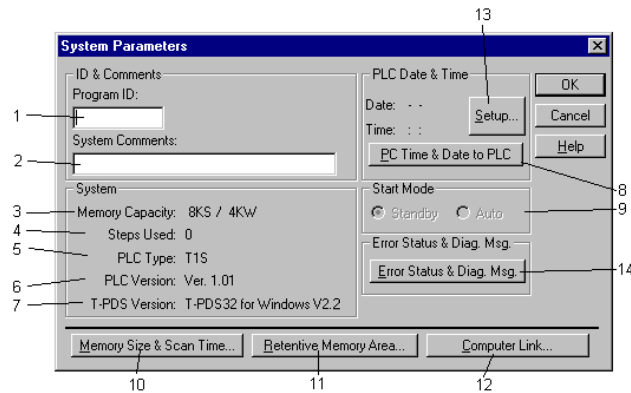 13
System Parameters
ID & Comments
Program ID:
1
System Comments:
2
PLC Date & Time
Date: - -
Time: : :
Setup...
PC Time & Date to PLC
8
OK
Cancel
Help
System
3
Memory Capacity: 8KS / 4KW
4
Steps Used: 0
5
PLC Type: T1S
6
PLC Version: Ver. 1.01
7
T-PDS Version: T-PDS32 for Windows V2.2
Start Mode
Standby Auto
9
Error Status & Diag. Msg.
Error Status & Diag. Msg.
14
Memory Size & Scan Time...
Retentive Memory Area...
Computer Link...
10
11
12